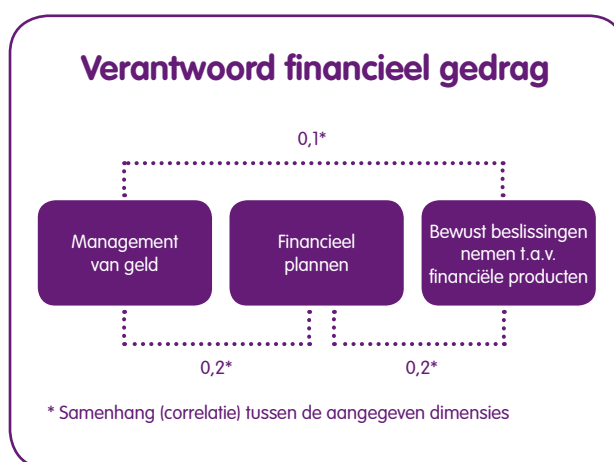 Verantwoord financieel gedrag
0,1*
Management
van geld
Financieel
plannen
Bewust beslissingen
nemen t.a.v.
financiële producten
0,2*
0,2*
* Samenhang (correlatie) tussen de aangegeven dimensies